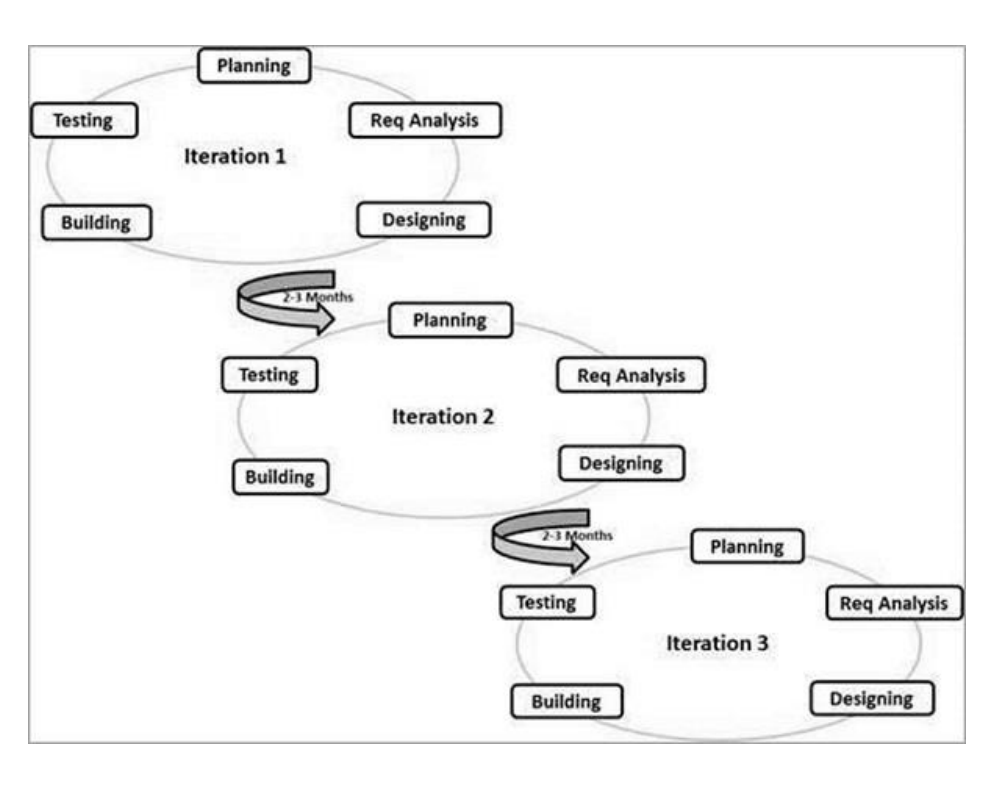 Planning
Testing
Req Analysis
Iteration 1
Building
Designing
2-3 Months
Planning
Testing
Req Analysis
Iteration 2
Building
Designing
2-3 Months
Planning
Testing
Req Analysis
Iteration 3
Building
Designing